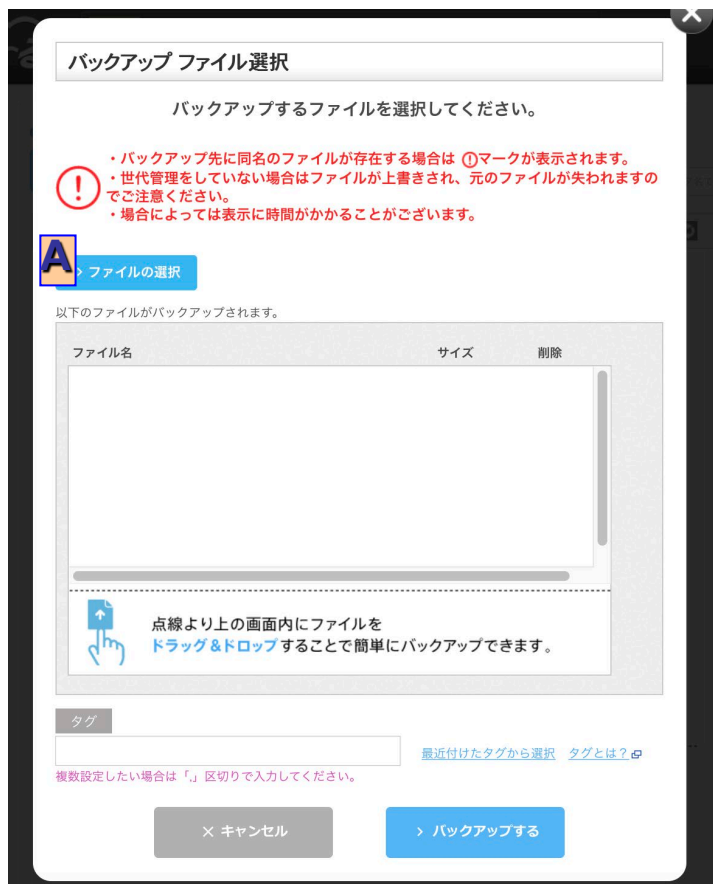 バックアップ ファイル選択
バックアップするファイルを選択してください。
・バックアップ先に同名のファイルが存在する場合は マークが表示されます。
・世代管理をしていない場合はファイルが上書きされ、元のファイルが失われますの
でご注意ください。
・場合によっては表示に時間がかかることがございます。
A
› ファイルの選択
以下のファイルがバックアップされます。
ファイル名 サイズ 削除
点線より上の画面内にファイルを
ドラッグ&ドロップすることで簡単にバックアップできます。
タグ
最近付けたタグから選択 タグとは?
複数設定したい場合は「,」区切りで入力してください。
× キャンセル › バックアップする